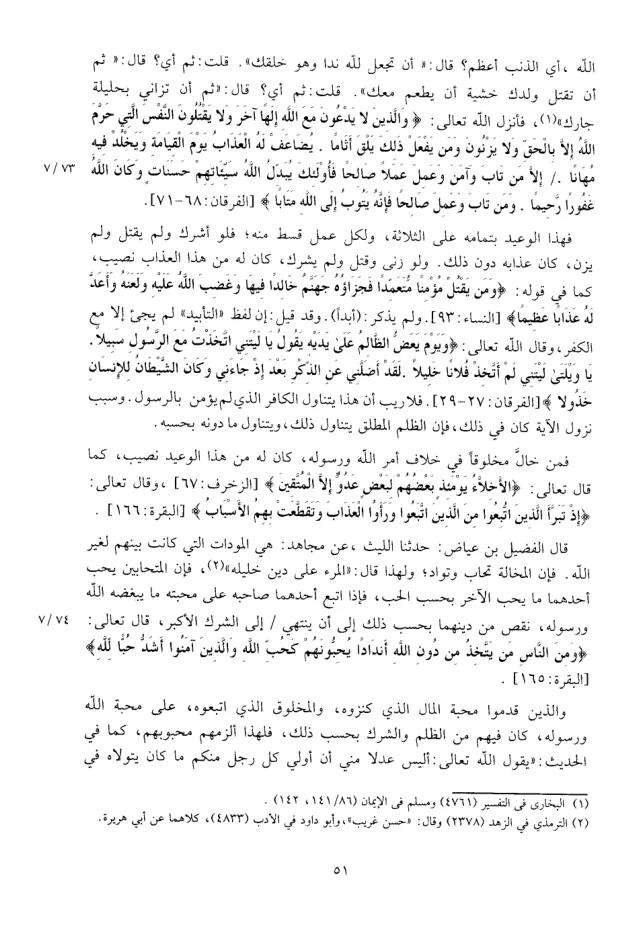 الله ،أي الذنب أعظم؟ قال:« أن تجعل لله ندا وهو خلقك». قلت:ثم أي؟ قال:« ثم
أن تقتل ولدك خشية أن يطعم معك». قلت:ثم أي؟ قال:«ثم أن تزاني بحليلة
جارك»(١)، فأنزل الله تعالى: ﴿ وَالَّذِينَ لا يَدْعُونَ مَعَ اللَّهِ إِلَهًا آخَرَ وَلا يَقْتُلُونَ النَّفْسَ الَّتِي حَرَّمَ
اللَّهُ إِلاَّ بِالْحَقِّ وَلا يَزْنُونَ وَمَن يَفْعَلْ ذَلِكَ يَلْقَ أَثَامًا . يُضَاعَفْ لَهُ الْعَذَابُ يَوْمَ الْقِيَامَةِ وَيَخْلُدْ فِيهِ
مُهَانًا ./ إِلاَّ مَن تَابَ وَآمَنَ وَعَمِلَ عَمَلاً صَالِحًا فَأُوْلَئِكَ يُبَدِّلُ اللَّهُ سَيِّئَاتِهِمْ حَسَنَاتٍ وَكَانَ اللَّهُ
٧/ ٧٣
غَفُورًا رَّحِيمًا . وَمَن تَابَ وَعَمِلَ صَالِحًا فَإِنَّهُ يَتُوبُ إِلَى اللَّهِ مَتَابًا ﴾ [الفرقان:٦٨-٧١].
فهذا الوعيد بتمامه على الثلاثة، ولكل عمل قسط منه؛ فلو أشرك ولم يقتل ولم
يزن، كان عذابه دون ذلك. ولو زنى وقتل ولم يشرك، كان له من هذا العذاب نصيب،
كما في قوله: ﴿وَمَن يَقْتُلْ مُؤْمِنًا مُّتَعَمِّدًا فَجَزَاؤُهُ جَهَنَّمُ خَالِدًا فِيهَا وَغَضِبَ اللَّهُ عَلَيْهِ وَلَعَنَهُ وَأَعَدَّ
لَهُ عَذَابًا عَظِيمًا﴾ [النساء:٩٣]. ولم يذكر:(أبداً).وقد قيل:إن لفظ «التأبيد» لم يجئ إلا مع
الكفر،وقال الله تعالى:﴿وَيَوْمَ يَعَضُّ الظَّالِمُ عَلَى يَدَيْهِ يَقُولُ يَا لَيْتَنِي اتَّخَذْتُ مَعَ الرَّسُولِ سَبِيلاً.
يَا وَيْلَتَى لَيْتَنِي لَمْ أَتَّخِذْ فُلانًا خَلِيلاً .لَقَدْ أَضَلَّنِي عَنِ الذِّكْرِ بَعْدَ إِذْ جَاءَنِي وَكَانَ الشَّيْطَانُ لِلإِنسَانِ
خَذُولا ﴾[الفرقان:٢٧-٢٩].فلاريب أن هذا يتناول الكافر الذي لم يؤمن بالرسول. وسبب
نزول الآية كان في ذلك،فإن الظلم المطلق يتناول ذلك،ويتناول ما دونه بحسبه.
فمن خالَّ مخلوقاً في خلاف أمر الله ورسوله، كان له من هذا الوعيد نصيب، كما
قال تعالى: ﴿الأَخِلاَّءُ يَوْمَئِذٍ بَعْضُهُمْ لِبَعْضٍ عَدُوٌّ إِلاَّ الْمُتَّقِينَ ﴾ [الزخرف:٦٧] ،وقال تعالى:
﴿إِذْ تَبَرَّأَ الَّذِينَ اتُّبِعُوا مِنَ الَّذِينَ اتَّبَعُوا وَرَأَوُا الْعَذَابَ وَتَقَطَّعَتْ بِهِمُ الأَسْبَابُ ﴾ [البقرة:١٦٦] .
قال الفضيل بن عياض: حدثنا الليث ،عن مجاهد: هي المودات التي كانت بينهم لغير
الله. فإن المخالة تحاب وتواد؛ ولهذا قال:«المرء على دين خليله»(٢)، فإن المتحابين يحب
أحدهما ما يحب الآخر بحسب الحب، فإذا اتبع أحدهما صاحبه على محبته ما يبغضه الله
ورسوله، نقص من دينهما بحسب ذلك إلى أن ينتهي / إلى الشرك الأكبر، قال تعالى:
٧/ ٧٤
﴿وَمِنَ النَّاسِ مَن يَتَّخِذُ مِن دُونِ اللَّهِ أَندَادًا يُحِبُّونَهُمْ كَحُبِّ اللَّهِ وَالَّذِينَ آمَنُوا أَشَدُّ حُبًّا لِّلَّهِ﴾
[البقرة:١٦٥] .
والذين قدموا محبة المال الذي كنزوه، والمخلوق الذي اتبعوه، على محبة الله
ورسوله، كان فيهم من الظلم والشرك بحسب ذلك، فلهذا ألزمهم محبوبهم، كما في
الحديث:«يقول الله تعالى:أليس عدلا مني أن أولي كل رجل منكم ما كان يتولاه في
(١) البخارى فى التفسير (٤٧٦١) ومسلم فى الإيمان (١٤١/٨٦، ١٤٢) .
(٢) الترمذي في الزهد (٢٣٧٨) وقال: «حسن غريب»،وأبو داود في الأدب (٤٨٣٣)، كلاهما عن أبي هريرة.
٥١